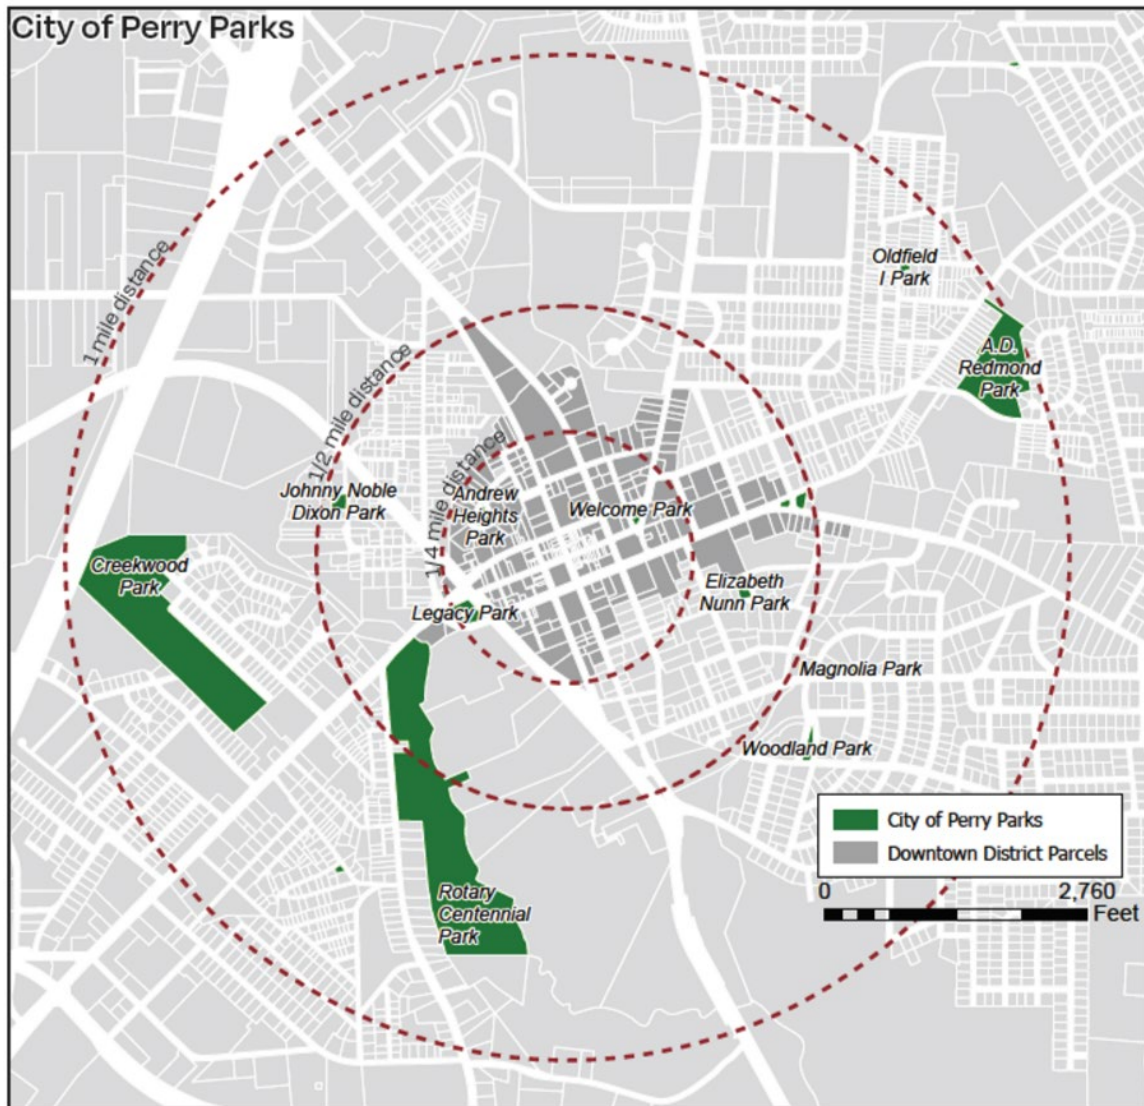 City of Perry Parks
1 mile distance
1/2 mile distance
1/4 mile distance
Oldfield
I Park
A.D.
Redmond
Park
Johnny Noble
Dixon Park
Andrew
Heights
Park
Welcome Park
Creekwood
Park
Legacy Park
Elizabeth
Nunn Park
Magnolia Park
Woodland Park
Rotary
Centennial
Park
City of Perry Parks
Downtown District Parcels
0 2,760
Feet